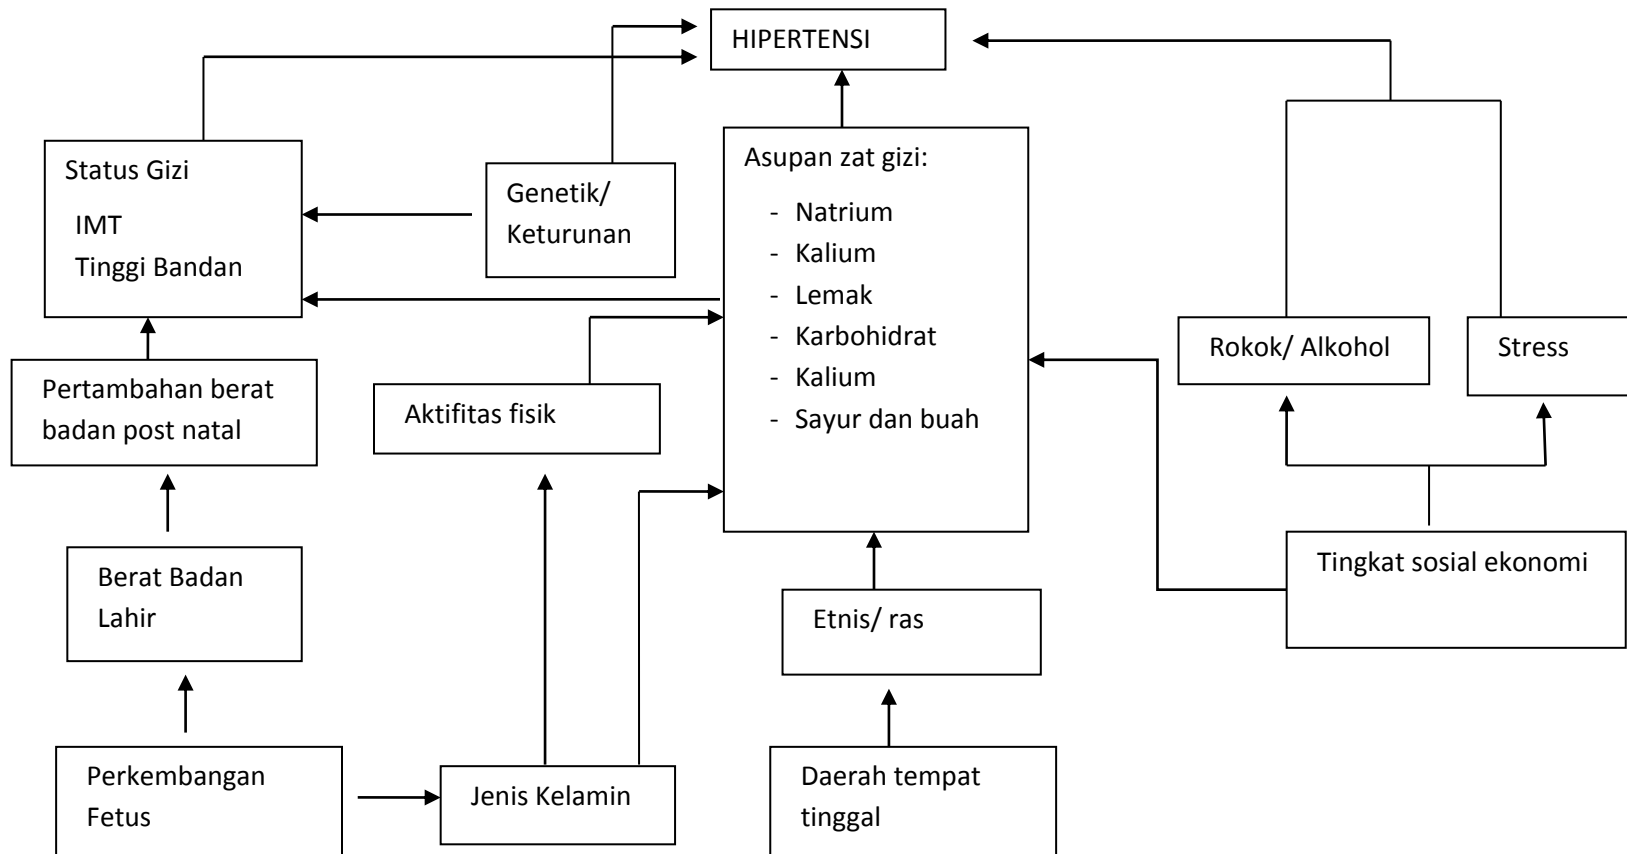 HIPERTENSI
Status Gizi
IMT
Tinggi Bandan
Genetik/
Keturunan
Asupan zat gizi:
- Natrium
- Kalium
- Lemak
- Karbohidrat
- Kalium
- Sayur dan buah
Rokok/ Alkohol
Stress
Pertambahan berat
badan post natal
Aktifitas fisik
Berat Badan
Lahir
Etnis/ ras
Tingkat sosial ekonomi
Perkembangan
Fetus
Jenis Kelamin
Daerah tempat
tinggal